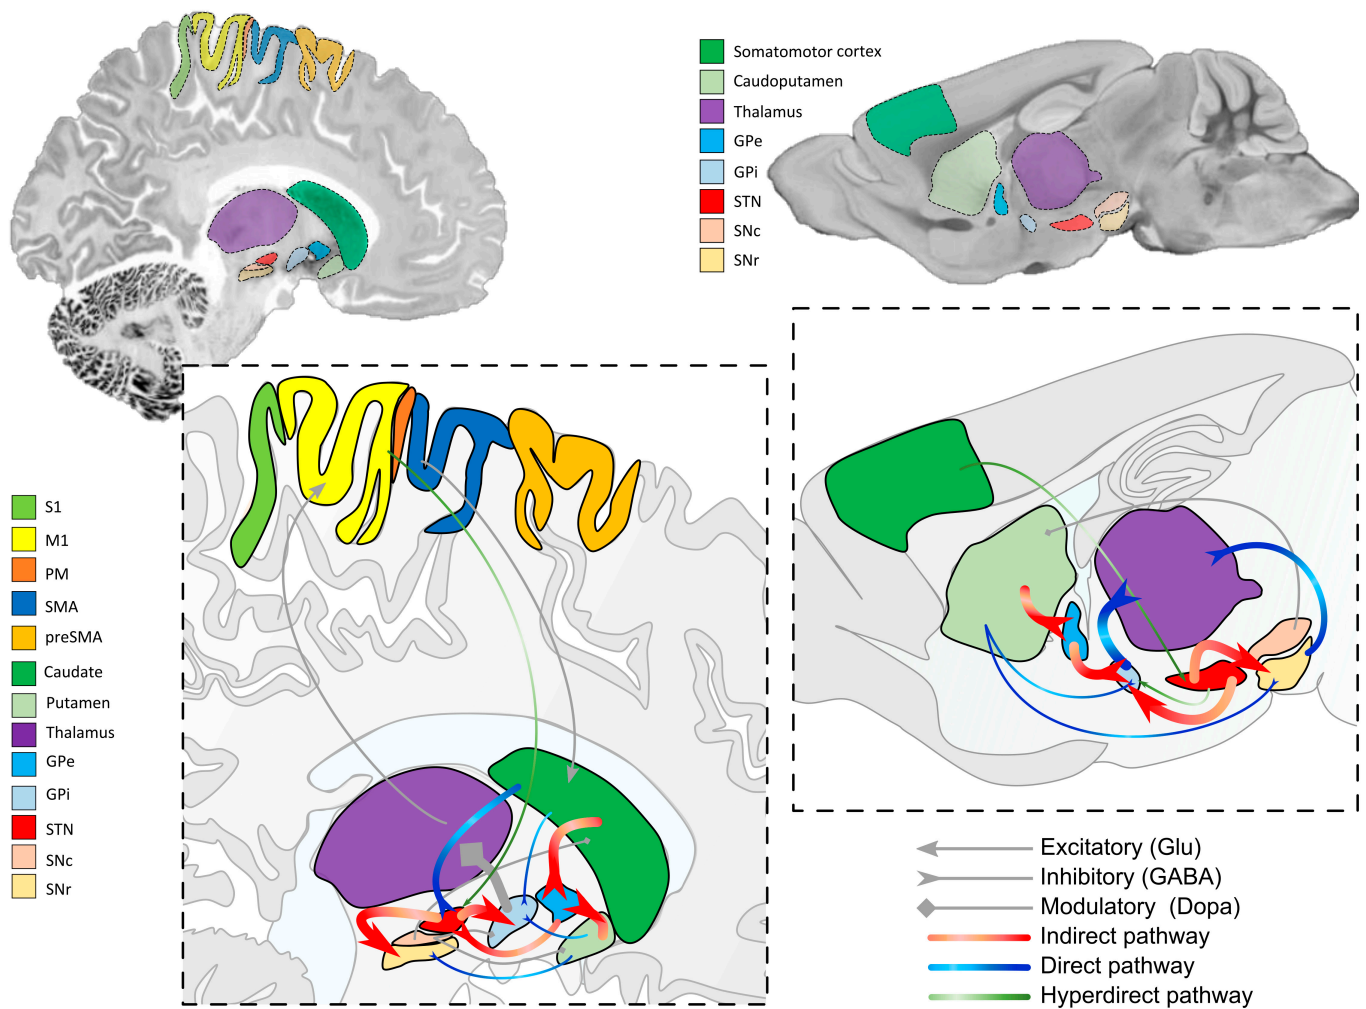 Somatomotor cortex
Caudoputamen
Thalamus
GPe
GPi
STN
SNc
SNr
S1
M1
PM
SMA
preSMA
Caudate
Putamen
Thalamus
GPe
GPi
STN
SNc
SNr
Excitatory (Glu)
Inhibitory (GABA)
Modulatory (Dopa)
Indirect pathway
Direct pathway
Hyperdirect pathway